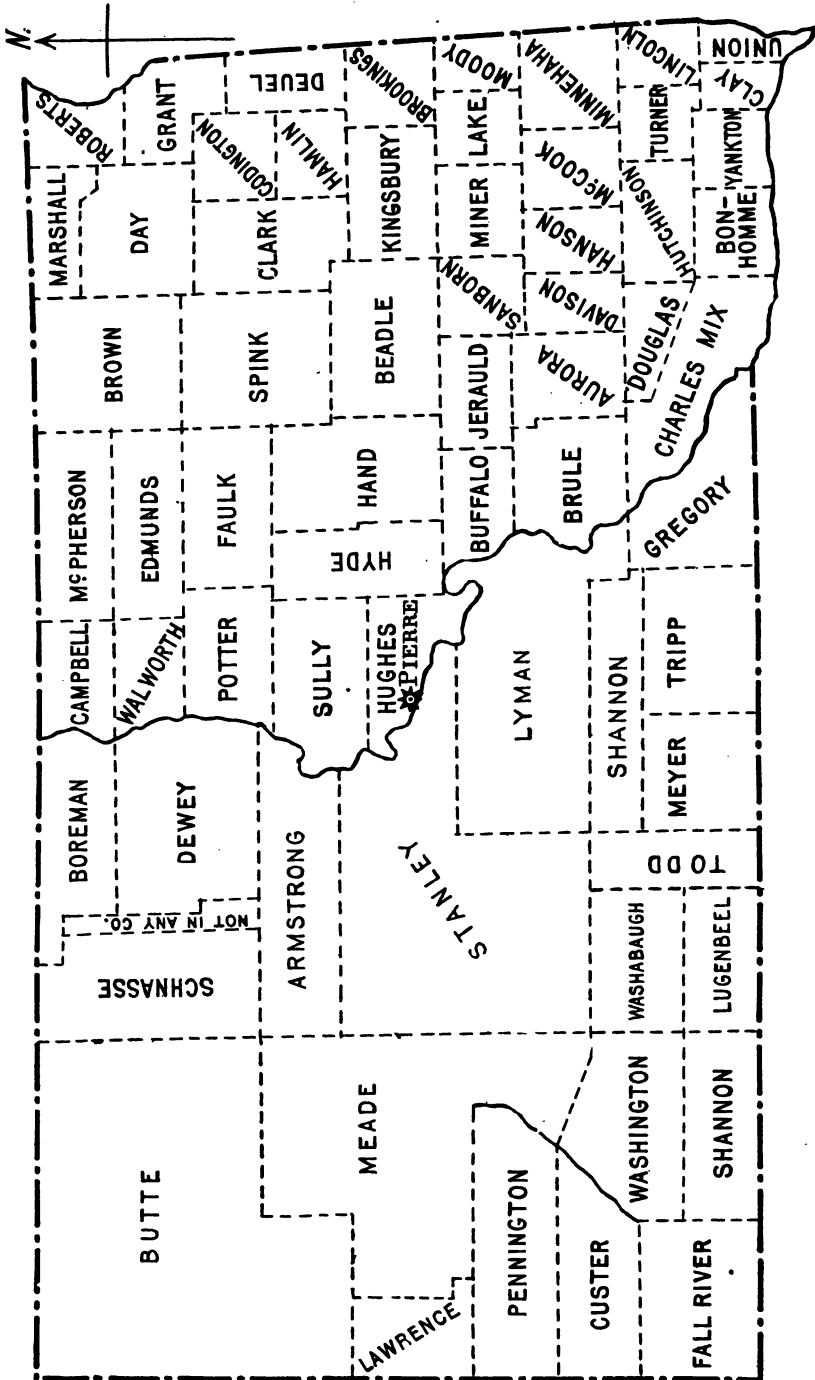 N.
ROBERTS
GRANT
DEUEL
BROOKINGS
MOODY
MINNEHAHA
LINCOLN
UNION
CLAY
MARSHALL
DAY
CODINGTON
HAMLIN
CLARK
KINGSBURY
LAKE
MINER
McCOOK
HANSON
TURNER
HUTCHINSON
YANKTON
BON-
HOMME
BROWN
SPINK
BEADLE
SANBORN
JERAULD
DAVISON
AURORA
DOUGLAS
CHARLES MIX
McPHERSON
EDMUNDS
FAULK
HAND
HYDE
BUFFALO
BRULE
GREGORY
CAMPBELL
WALWORTH
POTTER
SULLY
HUGHES
PIERRE
LYMAN
SHANNON
TRIPP
MEYER
BOREMAN
DEWEY
ARMSTRONG
STANLEY
TODD
NOT IN ANY CO.
SCHNASSE
WASHABAUGH
LUGENBEEL
BUTTE
MEADE
WASHINGTON
SHANNON
LAWRENCE
PENNINGTON
CUSTER
FALL RIVER